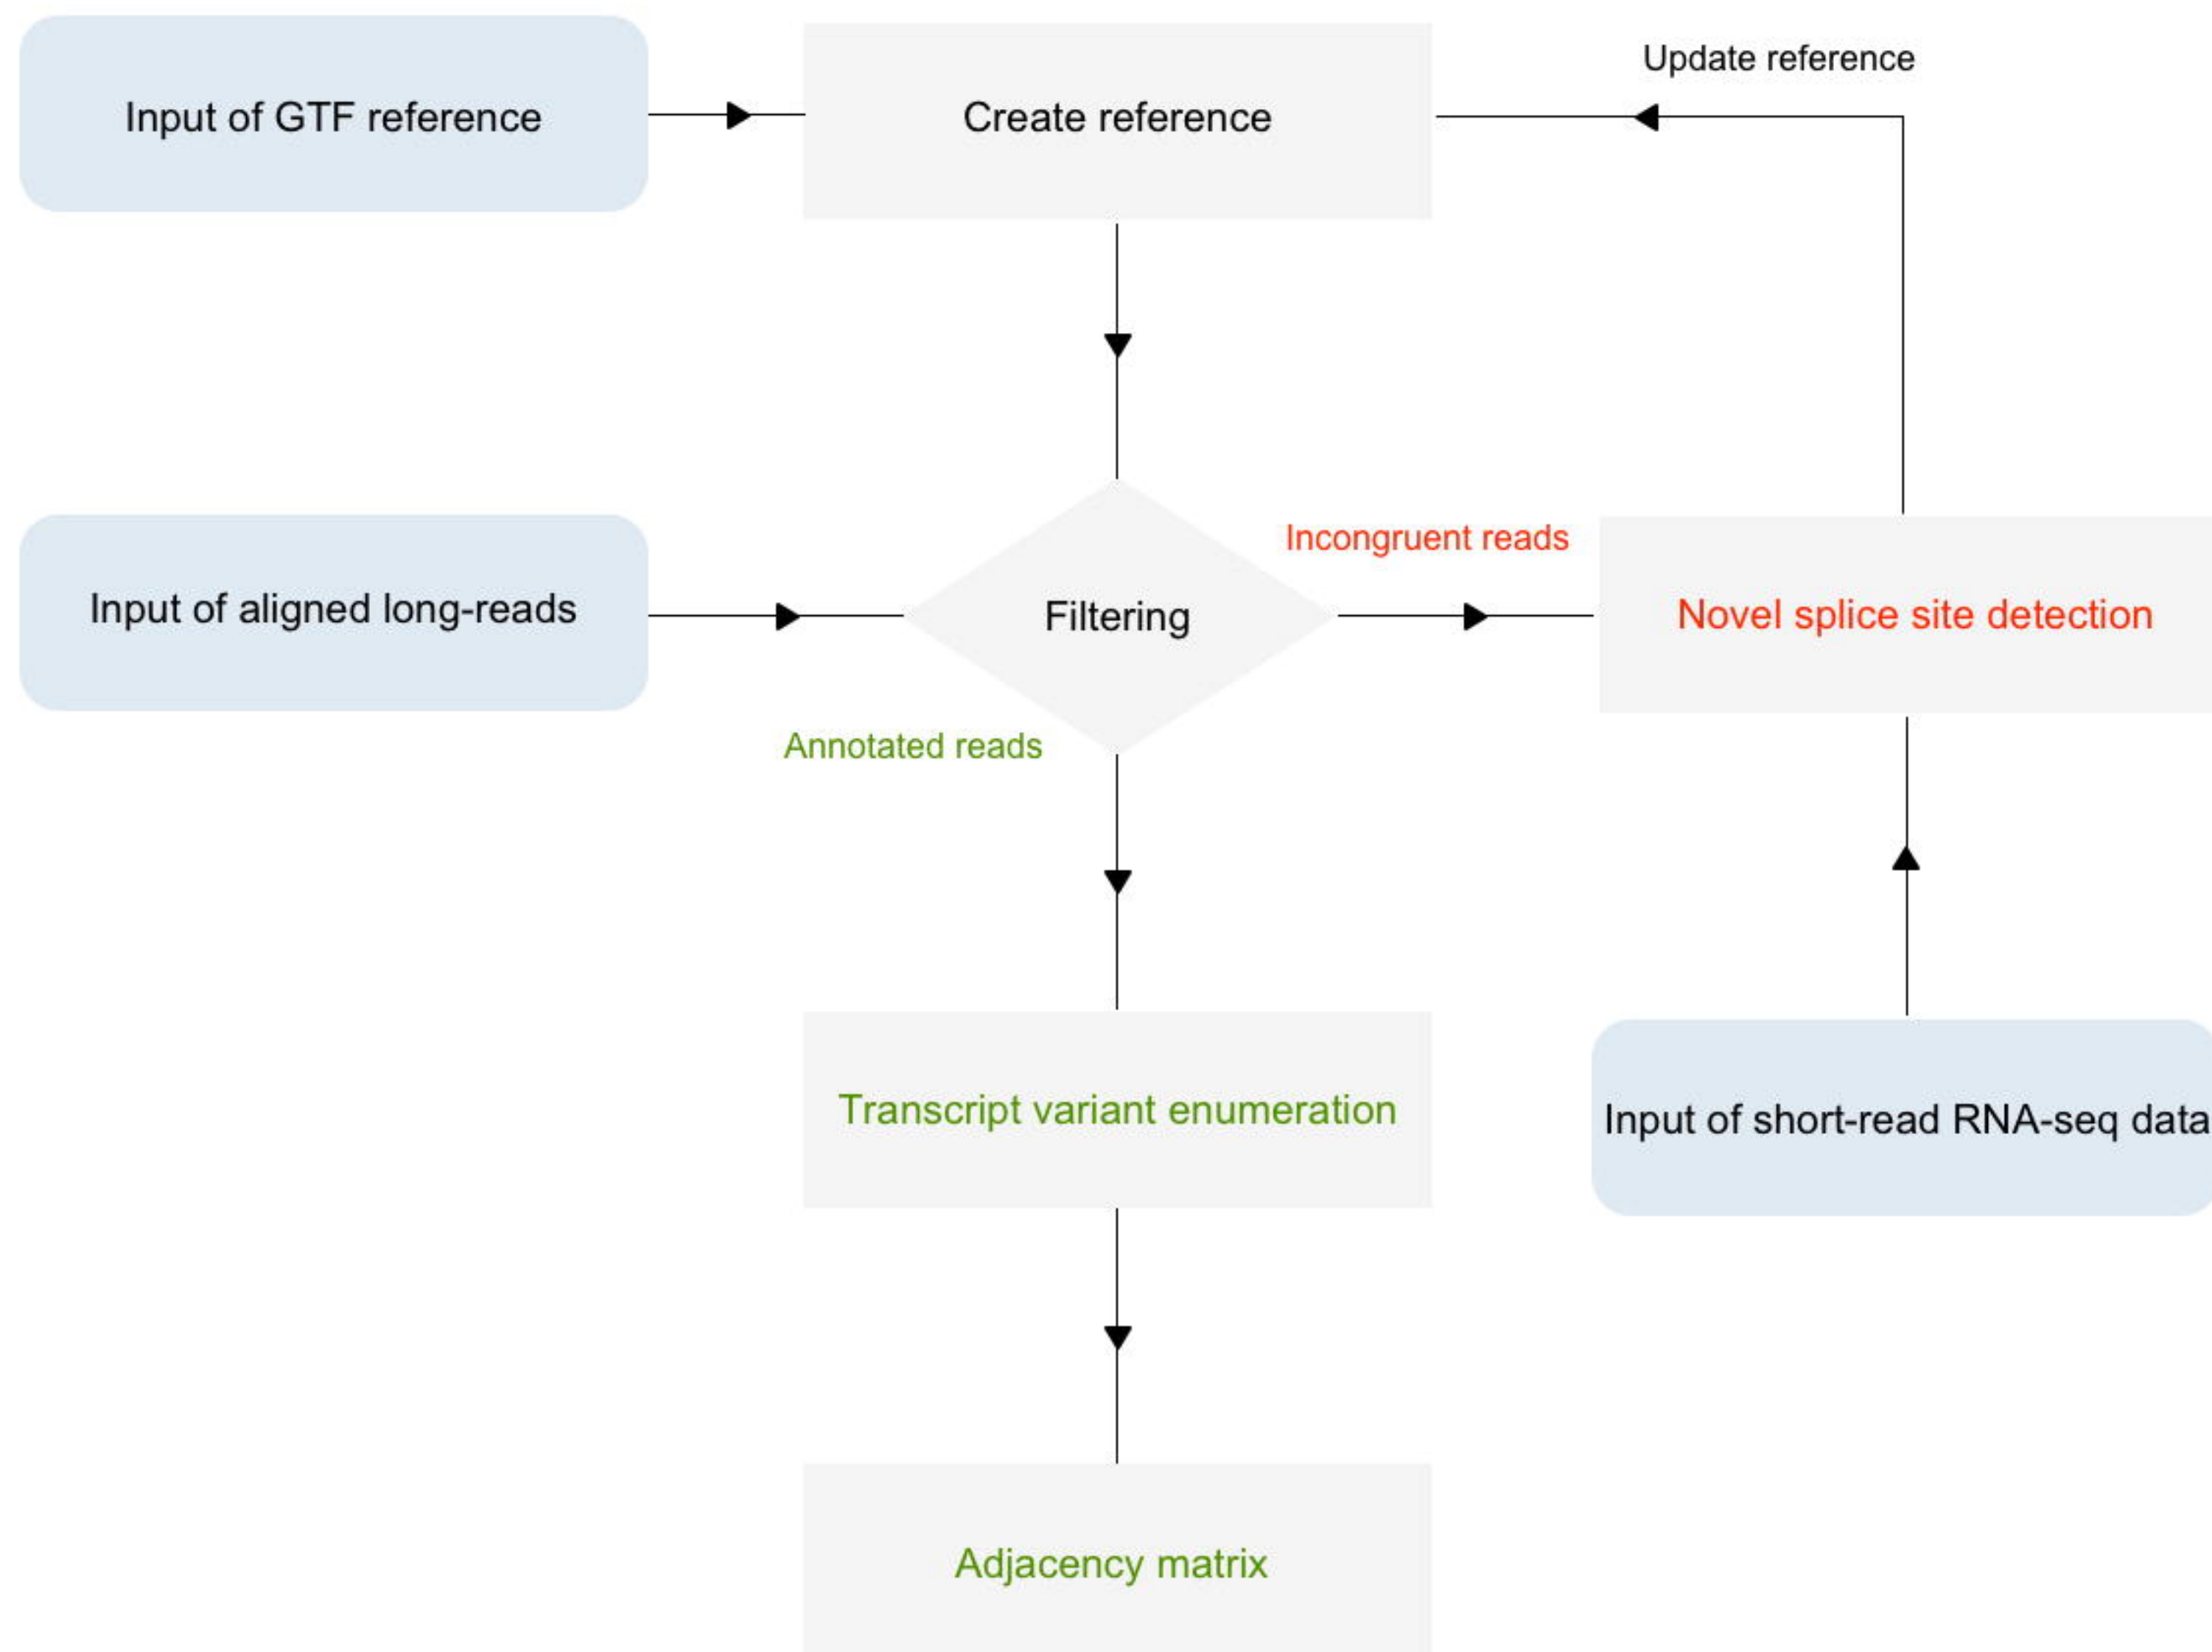 Update reference
Input of GTF reference
Create reference
Incongruent reads
Input of aligned long-reads
Filtering
Novel splice site detection
Annotated reads
Transcript variant enumeration
Input of short-read RNA-seq data
Adjacency matrix